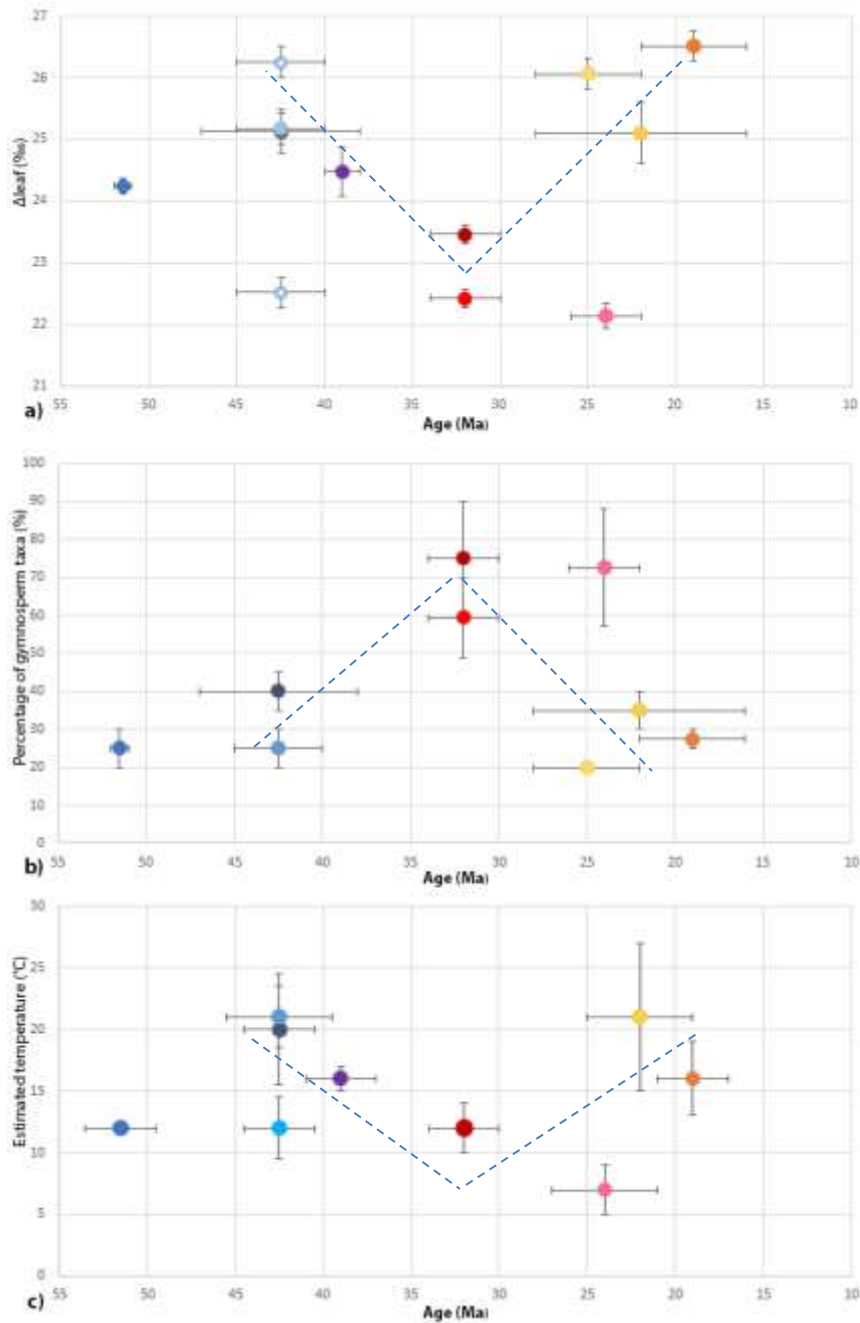 27
26
25
24
23
22
21
Δleaf (‰)
55 50 45 40 35 30 25 20 15 10
a)
Age (Ma)
100
90
80
70
60
50
40
30
20
10
0
Percentage of gymnosperm taxa (%)
55 50 45 40 35 30 25 20 15 10
b)
Age (Ma)
30
25
20
15
10
5
0
Estimated temperature (°C)
55 50 45 40 35 30 25 20 15 10
c)
Age (Ma)